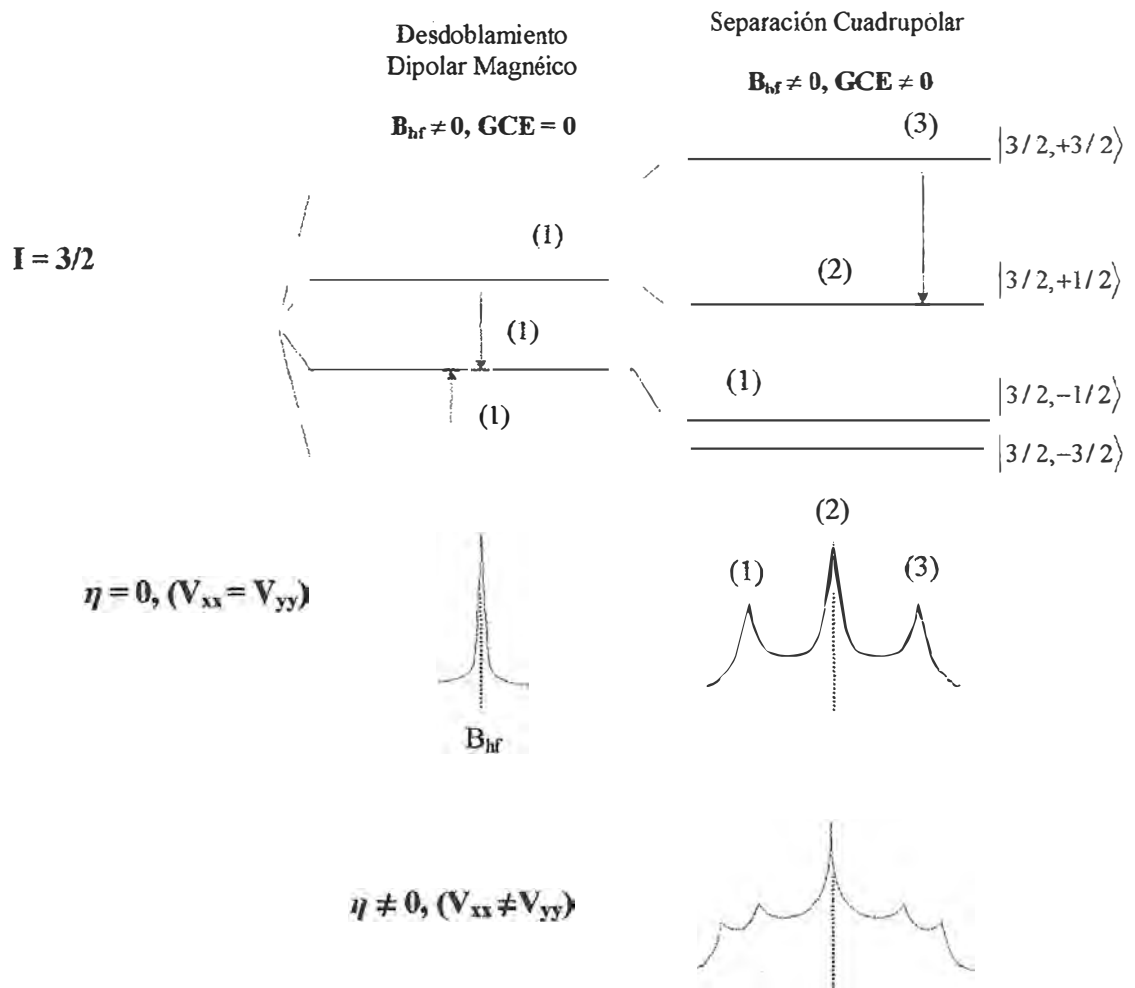 Desdoblamiento
Dipolar Magnéico
B_hf ≠ 0, GCE = 0
Separación Cuadrupolar
B_hf ≠ 0, GCE ≠ 0
(3)
|3/2,+3/2⟩
I = 3/2
(1)
(2)
|3/2,+1/2⟩
(1)
(1)
(1)
|3/2,−1/2⟩
|3/2,−3/2⟩
η = 0, (V_xx = V_yy)
B_hf
(1)
(2)
(3)
η ≠ 0, (V_xx ≠ V_yy)